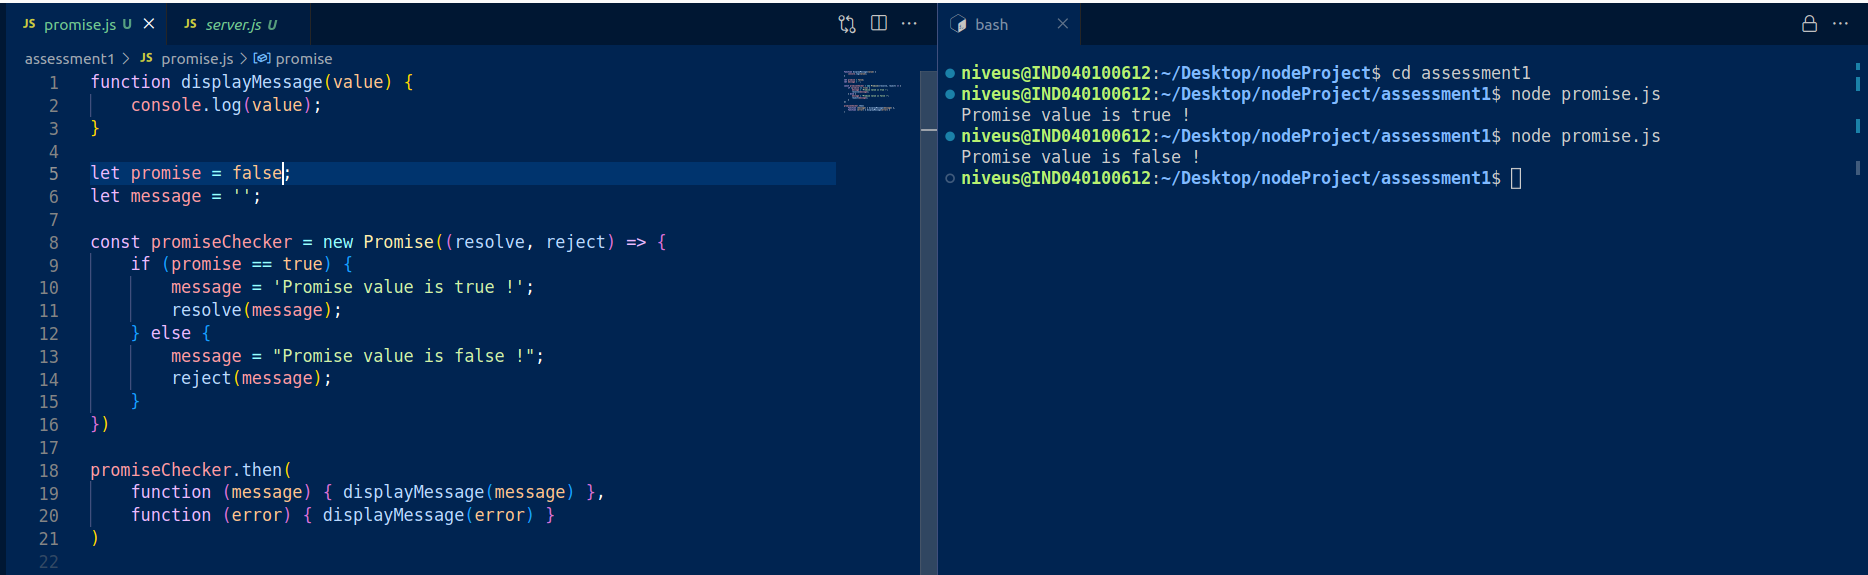 JS promise.js U
JS server.js U
assessment1 > JS promise.js > promise
1 function displayMessage(value) {
2 console.log(value);
3 }
4
5 let promise = false;
6 let message = '';
7
8 const promiseChecker = new Promise((resolve, reject) => {
9 if (promise == true) {
10 message = 'Promise value is true !';
11 resolve(message);
12 } else {
13 message = "Promise value is false !";
14 reject(message);
15 }
16 })
17
18 promiseChecker.then(
19 function (message) { displayMessage(message) },
20 function (error) { displayMessage(error) }
21 )
22
bash
niveus@IND040100612:~/Desktop/nodeProject$ cd assessment1
niveus@IND040100612:~/Desktop/nodeProject/assessment1$ node promise.js
Promise value is true !
niveus@IND040100612:~/Desktop/nodeProject/assessment1$ node promise.js
Promise value is false !
niveus@IND040100612:~/Desktop/nodeProject/assessment1$